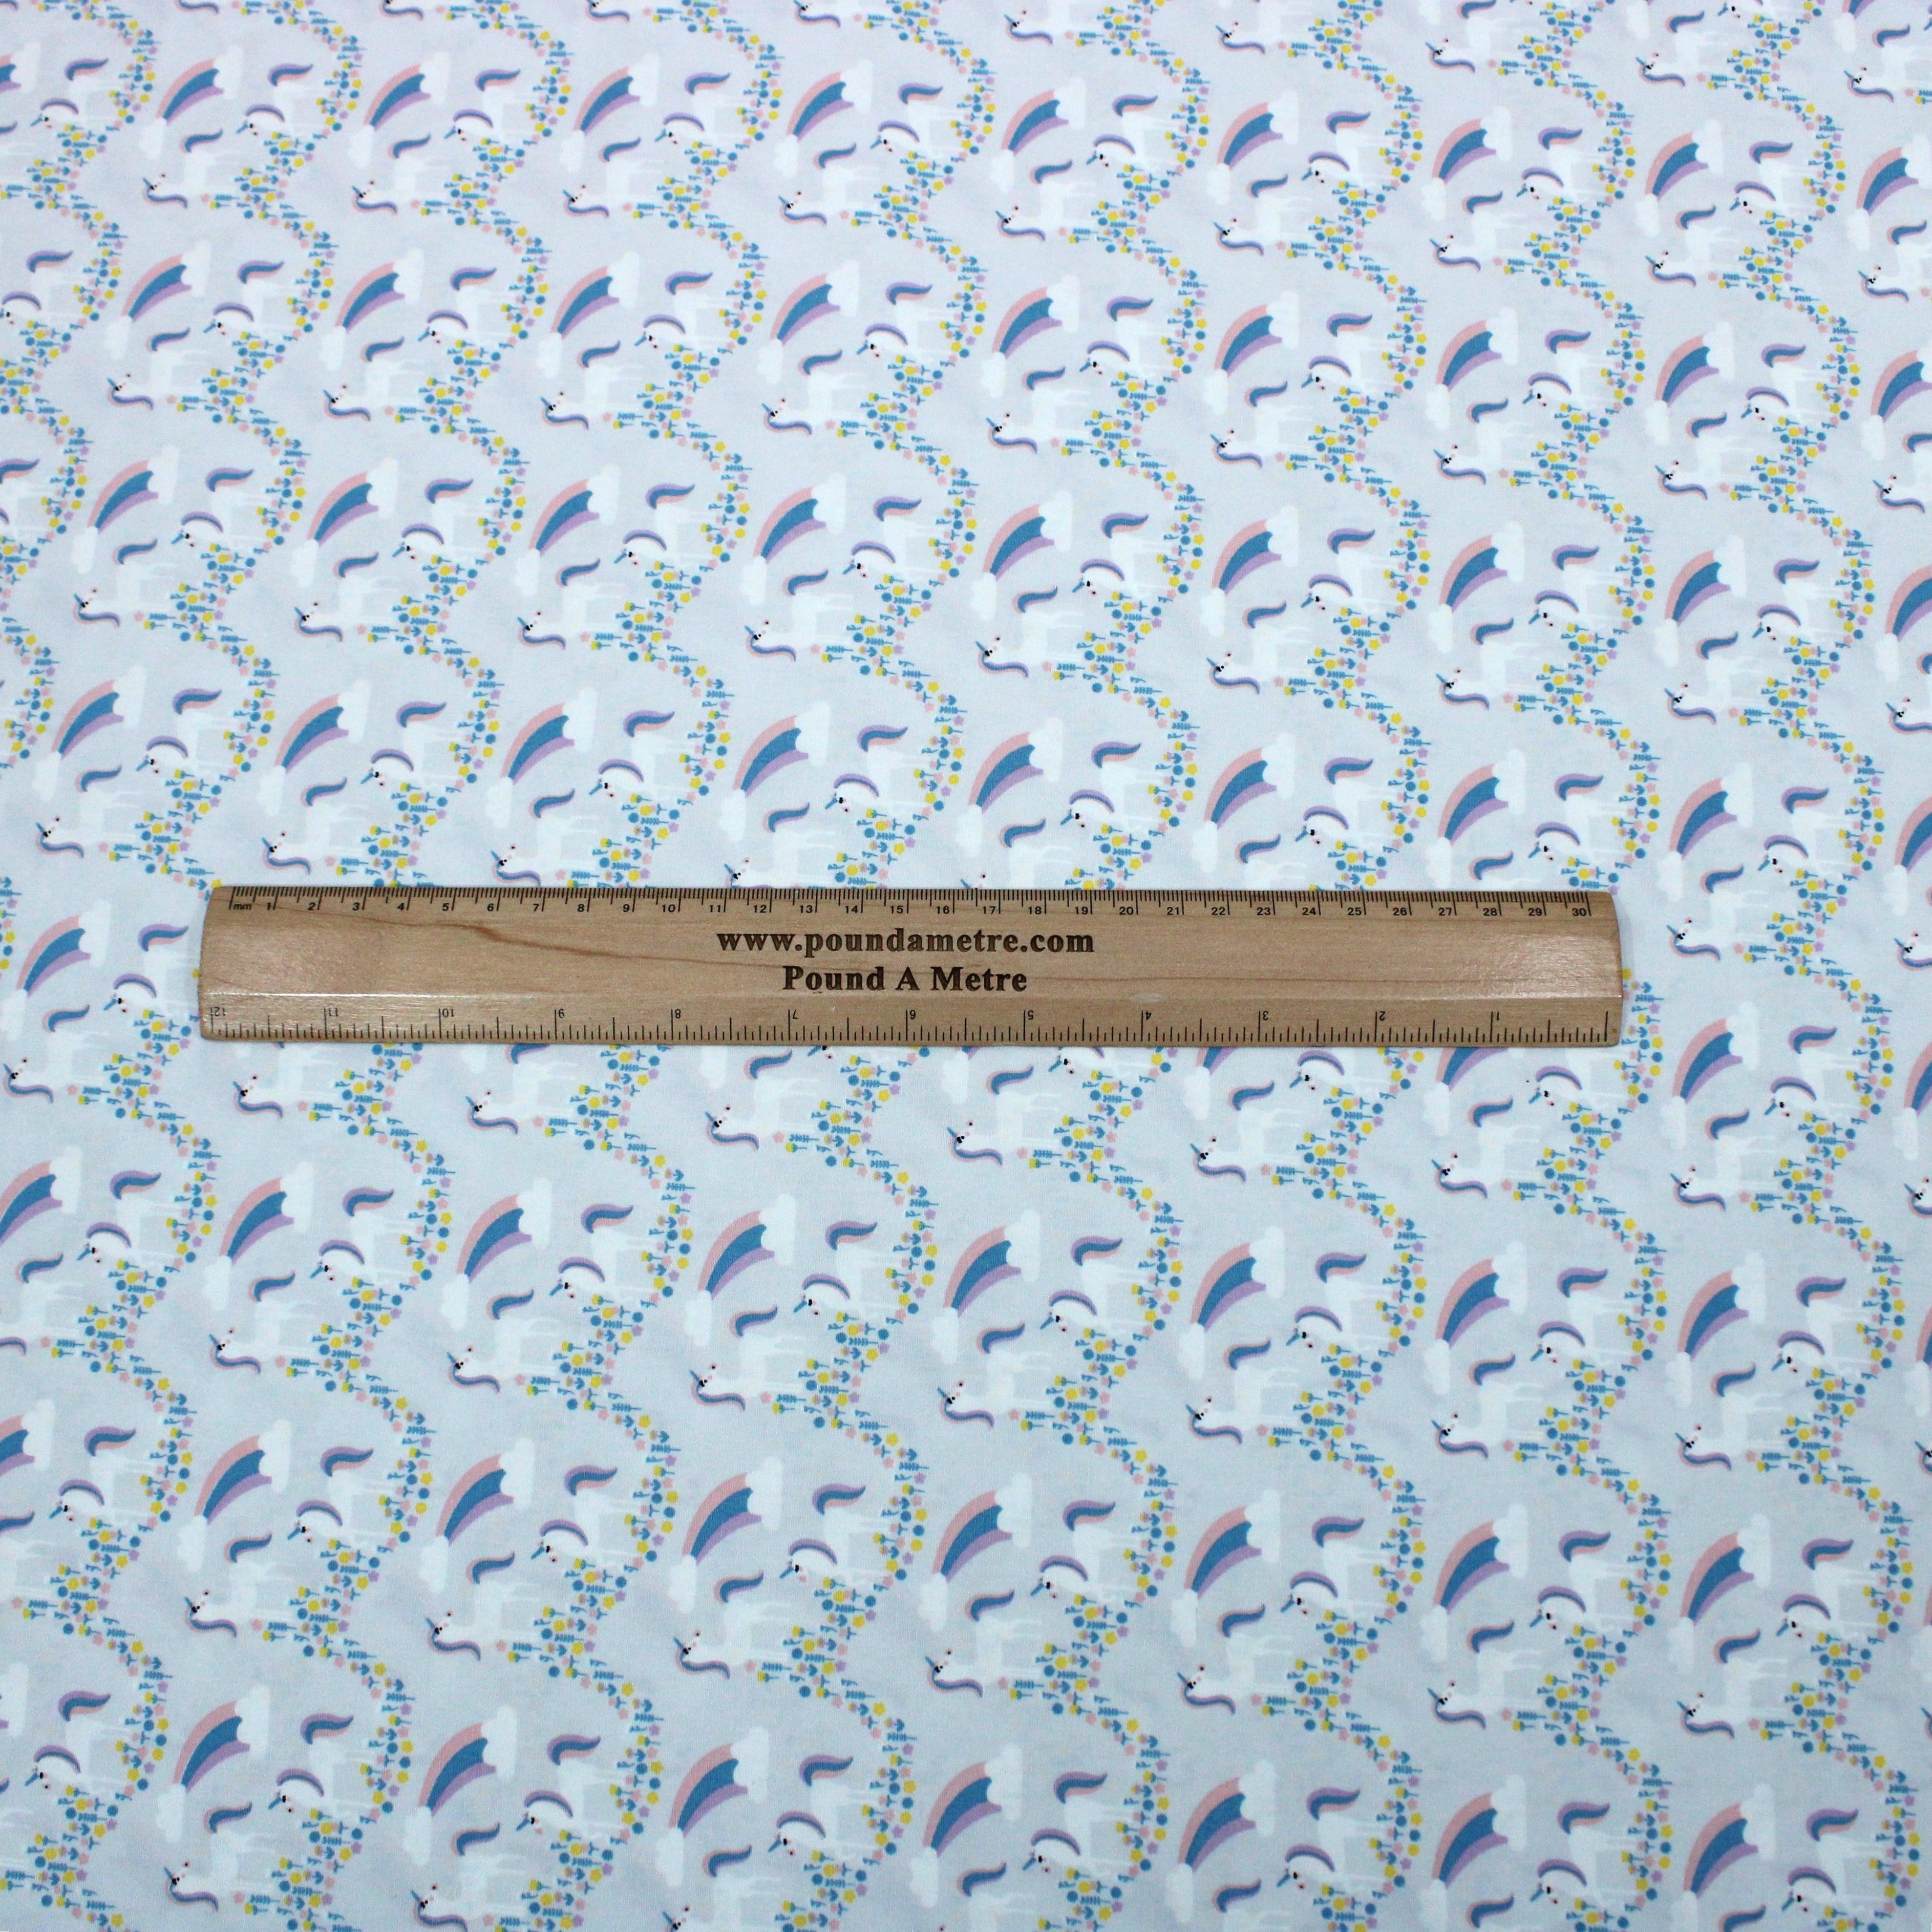 mm 1 2 3 4 5 6 7 8 9 10 11 12 13 14 15 16 17 18 19 20 21 22 23 24 25 26 27 28 29 30
www.poundametre.com
Pound A Metre
12 11 10 9 8 7 6 5 4 3 2 1